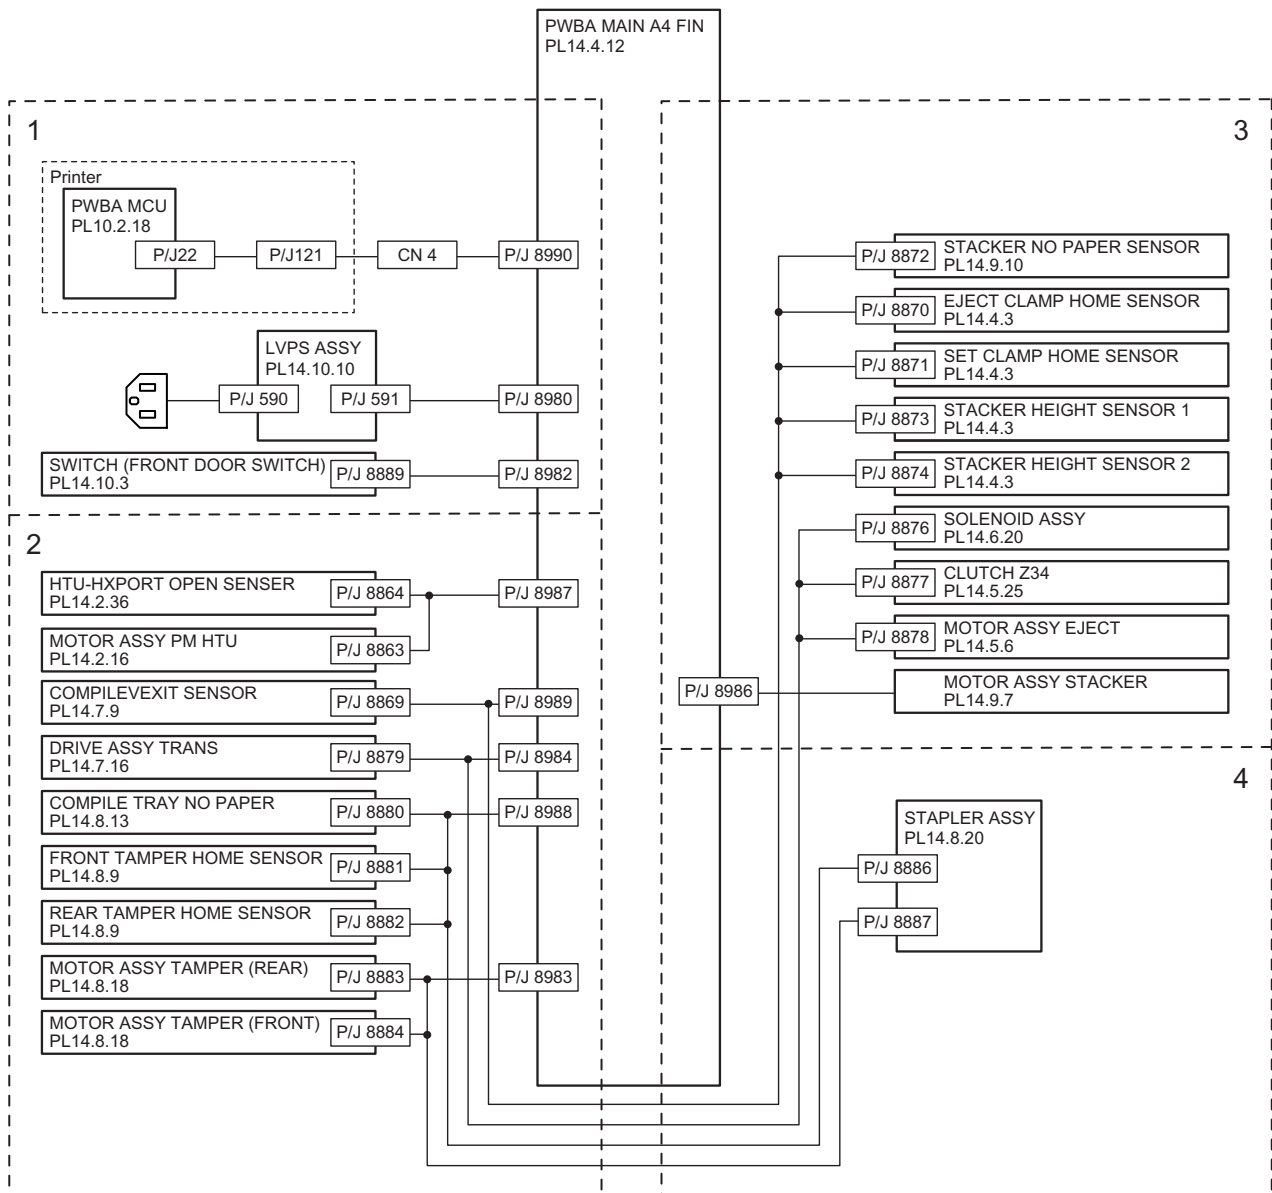 PWBA MAIN A4 FIN
PL14.4.12
1
Printer
PWBA MCU
PL10.2.18
P/J22
P/J121
CN 4
P/J 8990
LVPS ASSY
PL14.10.10
P/J 590
P/J 591
P/J 8980
SWITCH (FRONT DOOR SWITCH)
PL14.10.3
P/J 8889
P/J 8982
2
HTU-HXPORT OPEN SENSER
PL14.2.36
P/J 8864
P/J 8987
MOTOR ASSY PM HTU
PL14.2.16
P/J 8863
COMPILEVEXIT SENSOR
PL14.7.9
P/J 8869
P/J 8989
DRIVE ASSY TRANS
PL14.7.16
P/J 8879
P/J 8984
COMPILE TRAY NO PAPER
PL14.8.13
P/J 8880
P/J 8988
FRONT TAMPER HOME SENSOR
PL14.8.9
P/J 8881
REAR TAMPER HOME SENSOR
PL14.8.9
P/J 8882
MOTOR ASSY TAMPER (REAR)
PL14.8.18
P/J 8883
P/J 8983
MOTOR ASSY TAMPER (FRONT)
PL14.8.18
P/J 8884
3
P/J 8872
STACKER NO PAPER SENSOR
PL14.9.10
P/J 8870
EJECT CLAMP HOME SENSOR
PL14.4.3
P/J 8871
SET CLAMP HOME SENSOR
PL14.4.3
P/J 8873
STACKER HEIGHT SENSOR 1
PL14.4.3
P/J 8874
STACKER HEIGHT SENSOR 2
PL14.4.3
P/J 8876
SOLENOID ASSY
PL14.6.20
P/J 8877
CLUTCH Z34
PL14.5.25
P/J 8878
MOTOR ASSY EJECT
PL14.5.6
P/J 8986
MOTOR ASSY STACKER
PL14.9.7
4
STAPLER ASSY
PL14.8.20
P/J 8886
P/J 8887